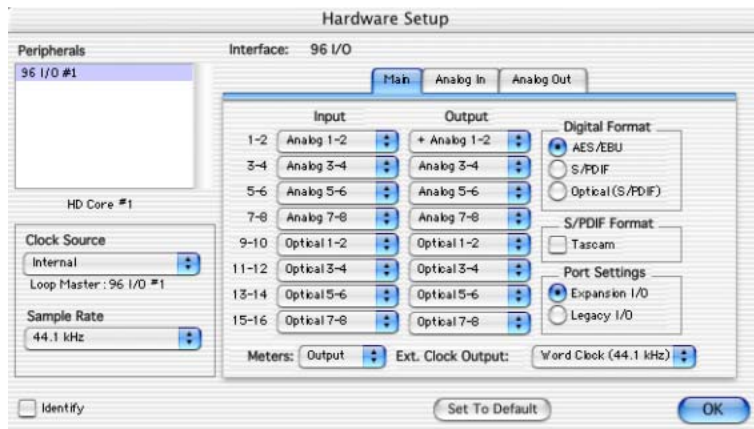 Hardware Setup
Peripherals
96 I/O #1
HD Core #1
Clock Source
Internal
Loop Master : 96 I/O #1
Sample Rate
44.1 kHz
Identify
Interface: 96 I/O
Main Analog In Analog Out
Input Output
1-2 Analog 1-2 + Analog 1-2
3-4 Analog 3-4 Analog 3-4
5-6 Analog 5-6 Analog 5-6
7-8 Analog 7-8 Analog 7-8
9-10 Optical 1-2 Optical 1-2
11-12 Optical 3-4 Optical 3-4
13-14 Optical 5-6 Optical 5-6
15-16 Optical 7-8 Optical 7-8
Digital Format
AES/EBU
S/PDIF
Optical (S/PDIF)
S/PDIF Format
Tascam
Port Settings
Expansion I/O
Legacy I/O
Meters: Output Ext. Clock Output: Word Clock (44.1 kHz)
Set To Default OK